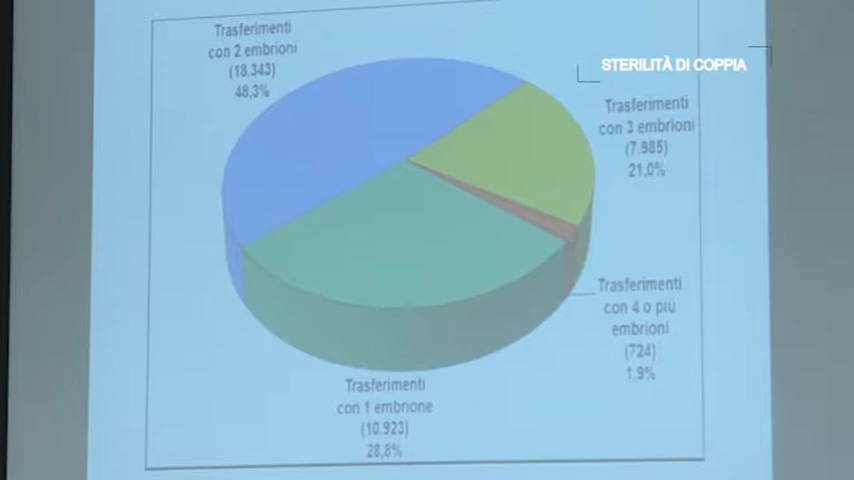 Trasferimenti
con 2 embrioni
(18.343)
48,3%
STERILITÀ DI COPPIA
Trasferimenti
con 3 embrioni
(7.985)
21,0%
Trasferimenti
con 4 o più
embrioni
(724)
1,9%
Trasferimenti
con 1 embrione
(10.923)
28,8%